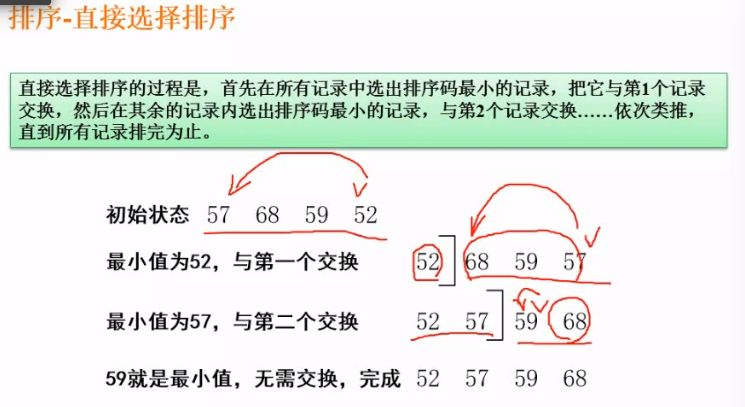 排序-直接选择排序
直接选择排序的过程是，首先在所有记录中选出排序码最小的记录，把它与第1个记录
交换，然后在其余的记录内选出排序码最小的记录，与第2个记录交换……依次类推，
直到所有记录排完为止。
初始状态 57 68 59 52
最小值为52，与第一个交换 52] 68 59 57
最小值为57，与第二个交换 52 57] 59 68
59就是最小值，无需交换，完成 52 57 59 68